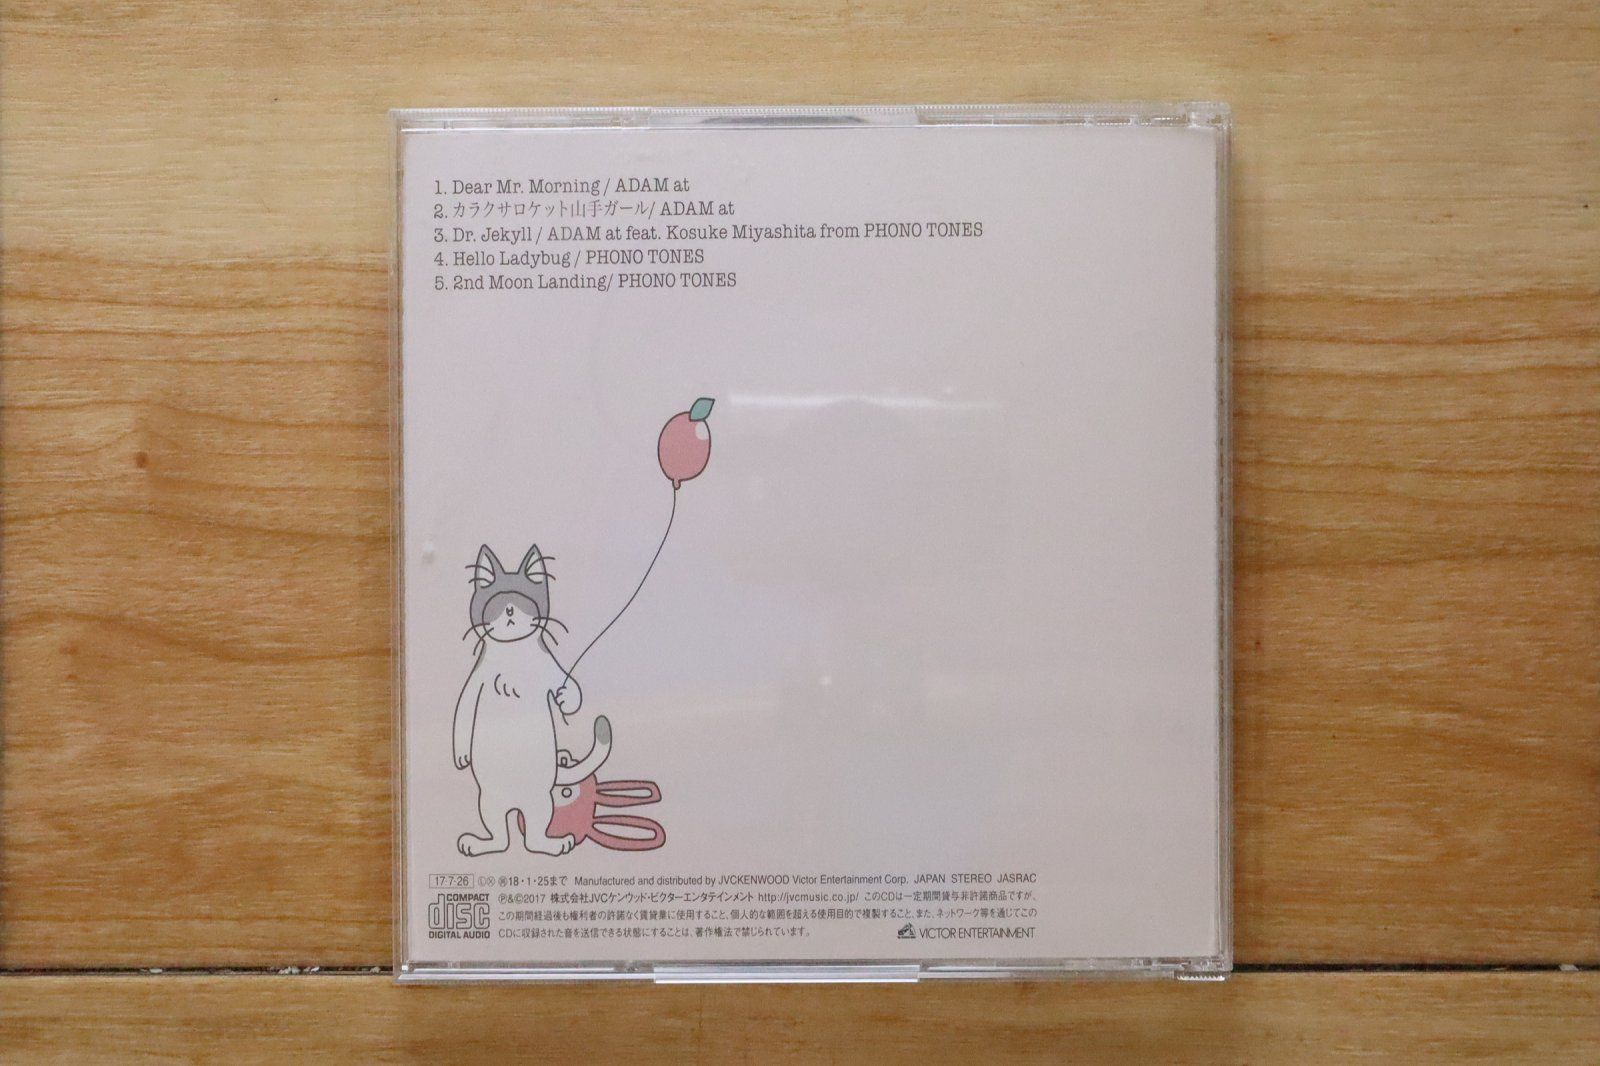 1. Dear Mr. Morning / ADAM at
2. カラクサロケット山手ガール/ ADAM at
3. Dr. Jekyll / ADAM at feat. Kosuke Miyashita from PHONO TONES
4. Hello Ladybug / PHONO TONES
5. 2nd Moon Landing/ PHONO TONES
17・7・26 Ⓛ Ⓧ 18・1・25まで Manufactured and distributed by JVCKENWOOD Victor Entertainment Corp. JAPAN STEREO JASRAC
COMPACT disc DIGITAL AUDIO
℗&©2017 株式会社JVCケンウッド・ビクターエンタテインメント http://jvcmusic.co.jp/ このCDは一定期間貸与非許諾商品ですが、
この期間経過後も権利者の許諾なく賃貸業に使用すること、個人的な範囲を超える使用目的で複製すること、また、ネットワーク等を通じてこの
CDに収録された音を送信できる状態にすることは、著作権法で禁じられています。
VICTOR ENTERTAINMENT